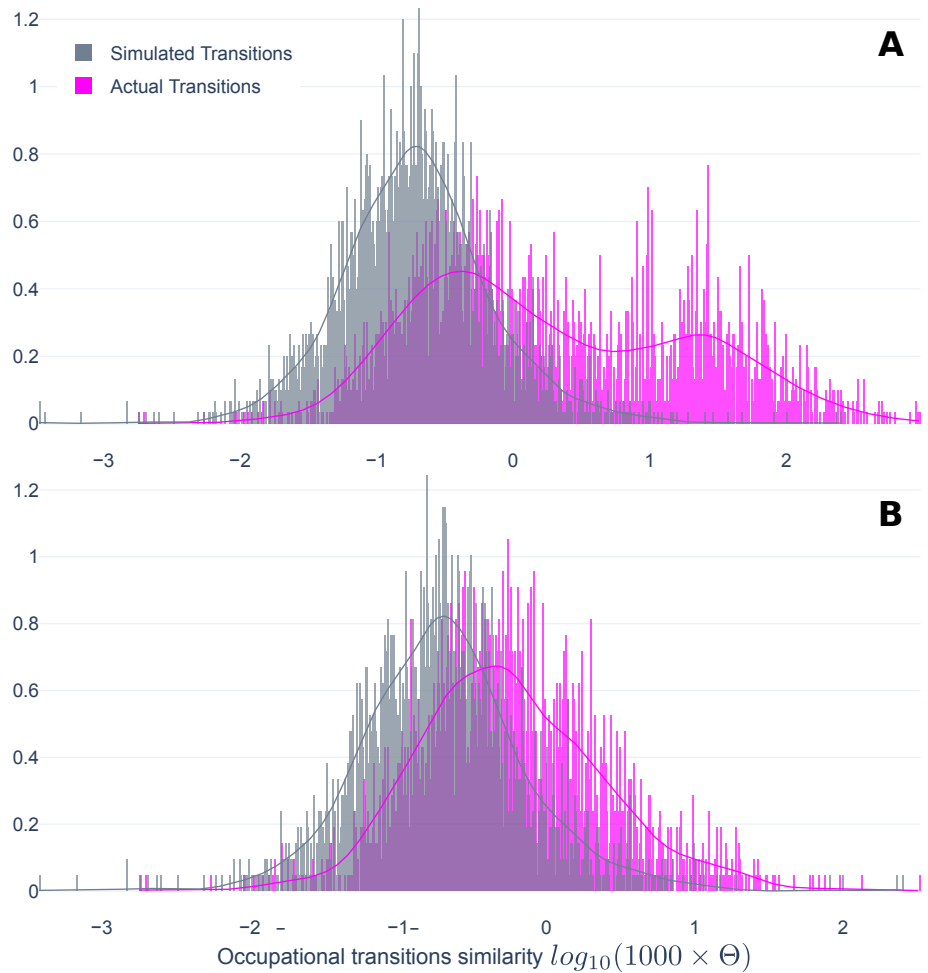 1.2
A
Simulated Transitions
Actual Transitions
1
0.8
0.6
0.4
0.2
0
−3 −2 −1 0 1 2
1.2
B
1
0.8
0.6
0.4
0.2
0
−3 −2 − −1− 0 1 2
Occupational transitions similarity log₁₀(1000 × Θ)